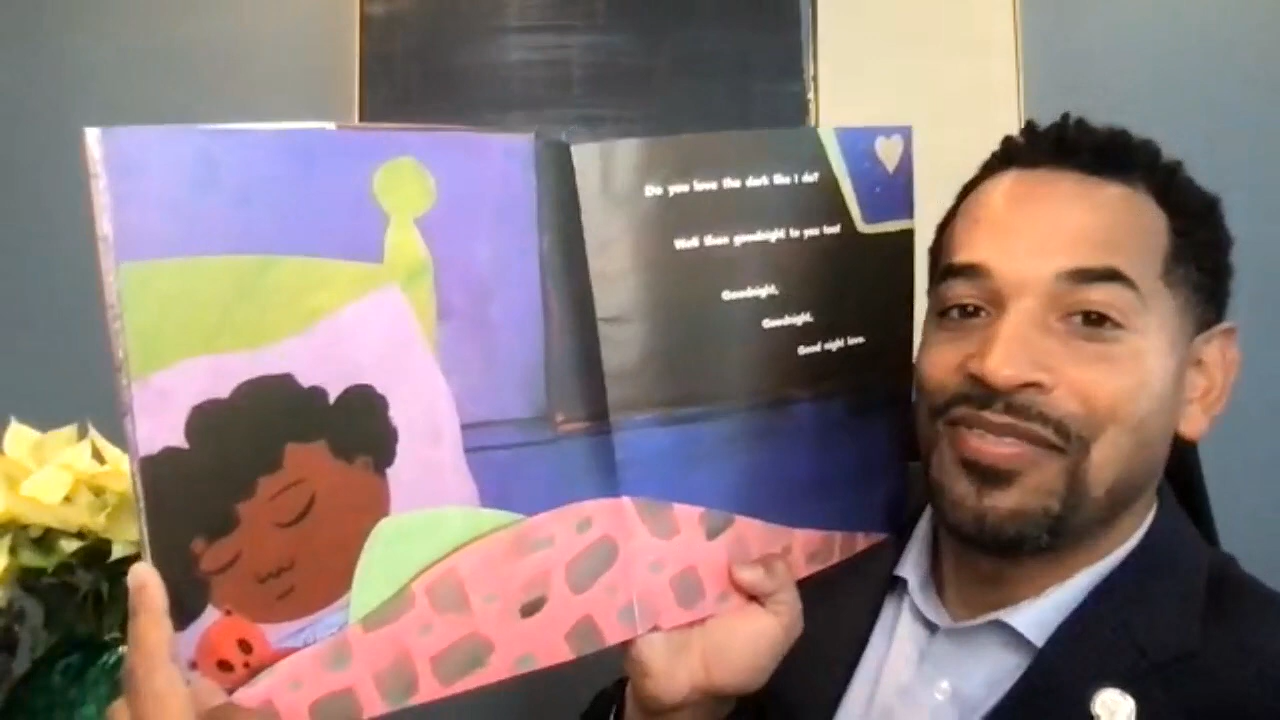 Do you love the dark like I do?
Well then goodnight to you too!
Goodnight,
Goodnight,
Good night love.